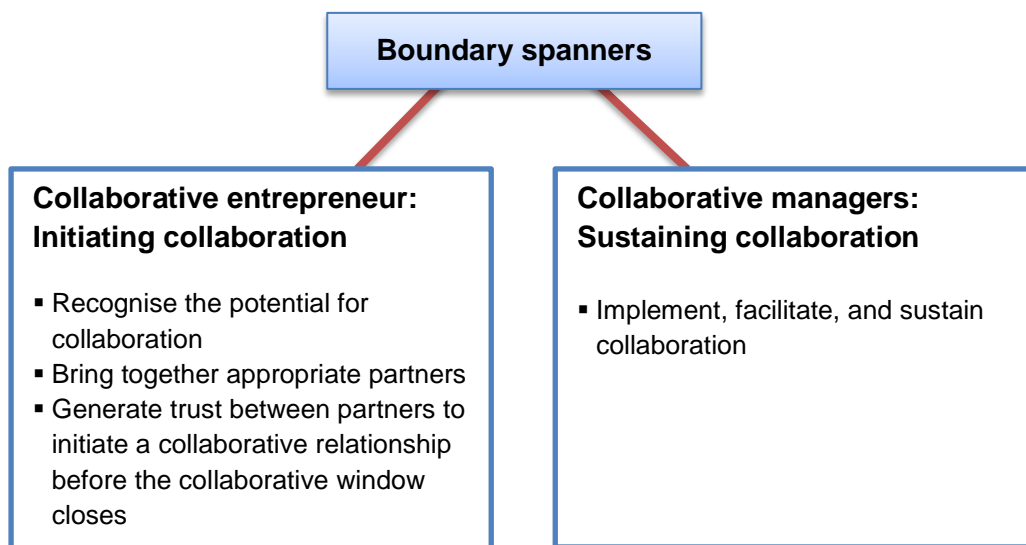 Boundary spanners
Collaborative entrepreneur:
Initiating collaboration
▪ Recognise the potential for
collaboration
▪ Bring together appropriate partners
▪ Generate trust between partners to
initiate a collaborative relationship
before the collaborative window
closes
Collaborative managers:
Sustaining collaboration
▪ Implement, facilitate, and sustain
collaboration